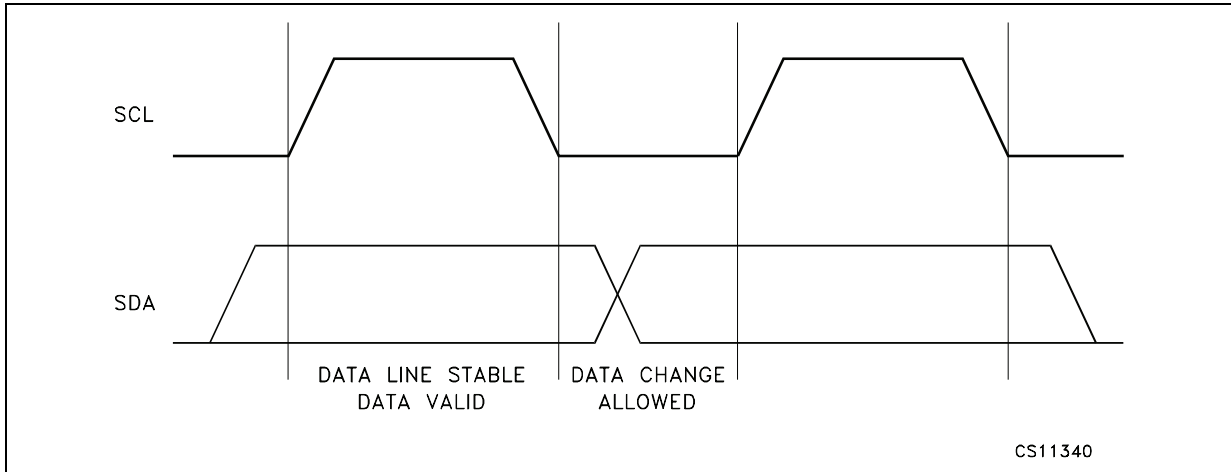 SCL
SDA
DATA LINE STABLE
DATA VALID
DATA CHANGE
ALLOWED
CS11340